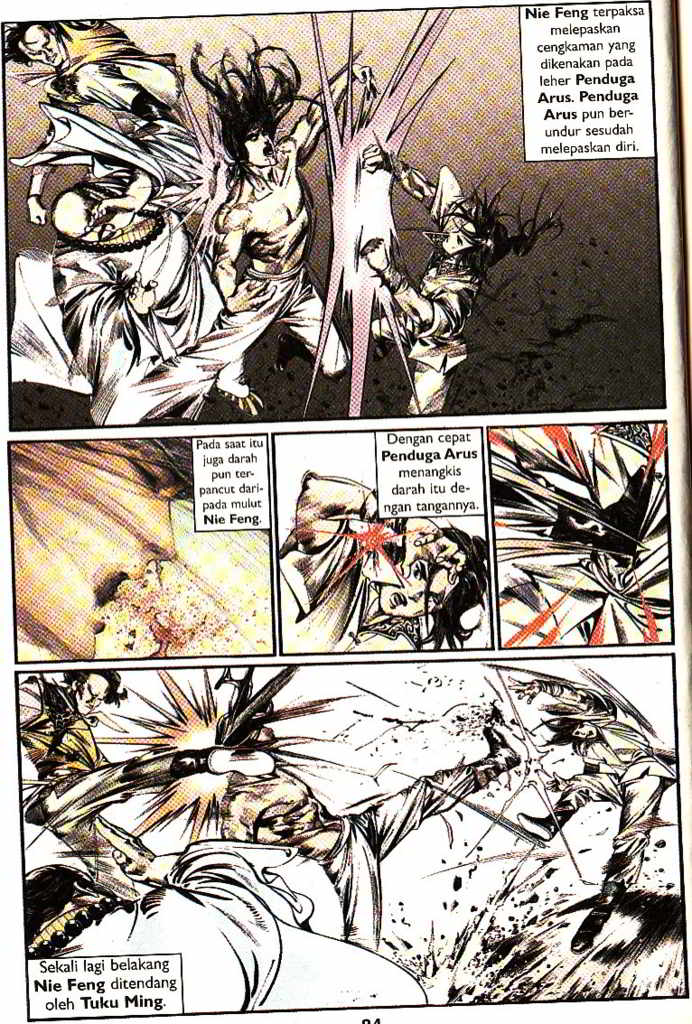 Nie Feng terpaksa
melepaskan
cengkaman yang
dikenakan pada
leher Penduga
Arus. Penduga
Arus pun ber-
undur sesudah
melepaskan diri.
Pada saat itu
juga darah
pun ter-
pancut dari-
pada mulut
Nie Feng.
Dengan cepat
Penduga Arus
menangkis
darah itu de-
ngan tangannya.
Sekali lagi belakang
Nie Feng ditendang
oleh Tuku Ming.